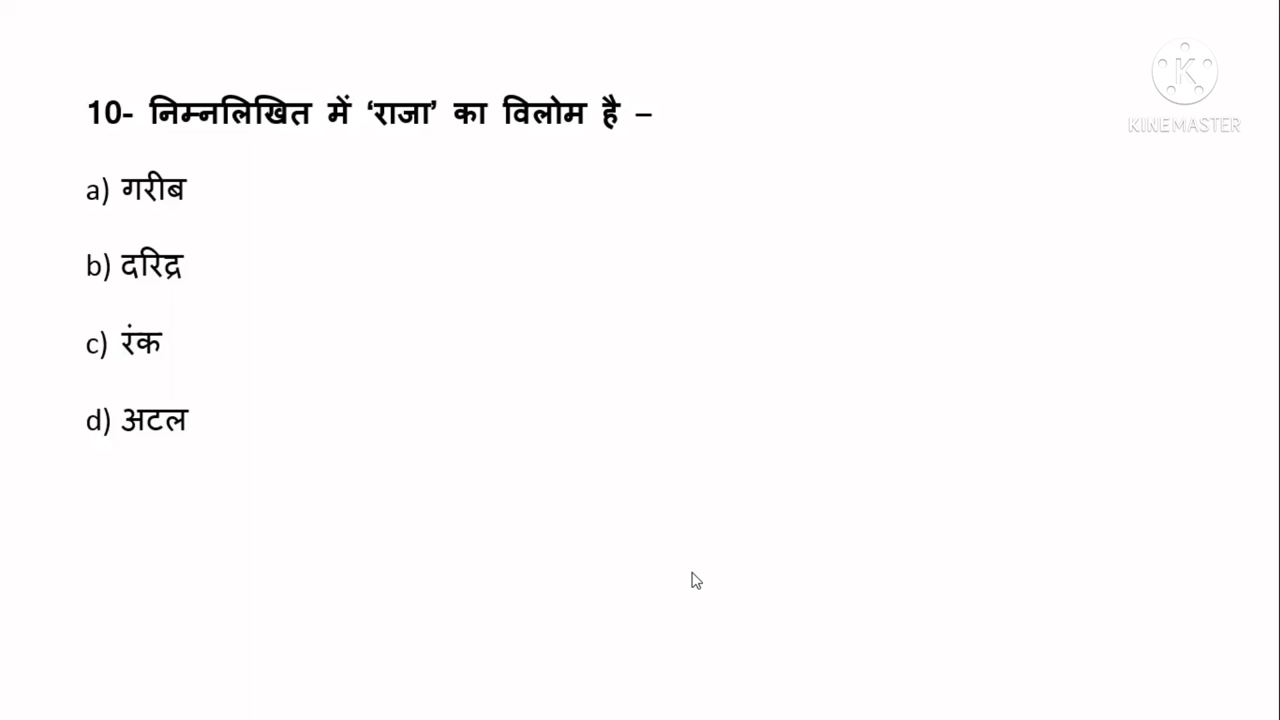 10- निम्नलिखित में ‘राजा’ का विलोम है –
a) गरीब
b) दरिद्र
c) रंक
d) अटल
K
KINEMASTER